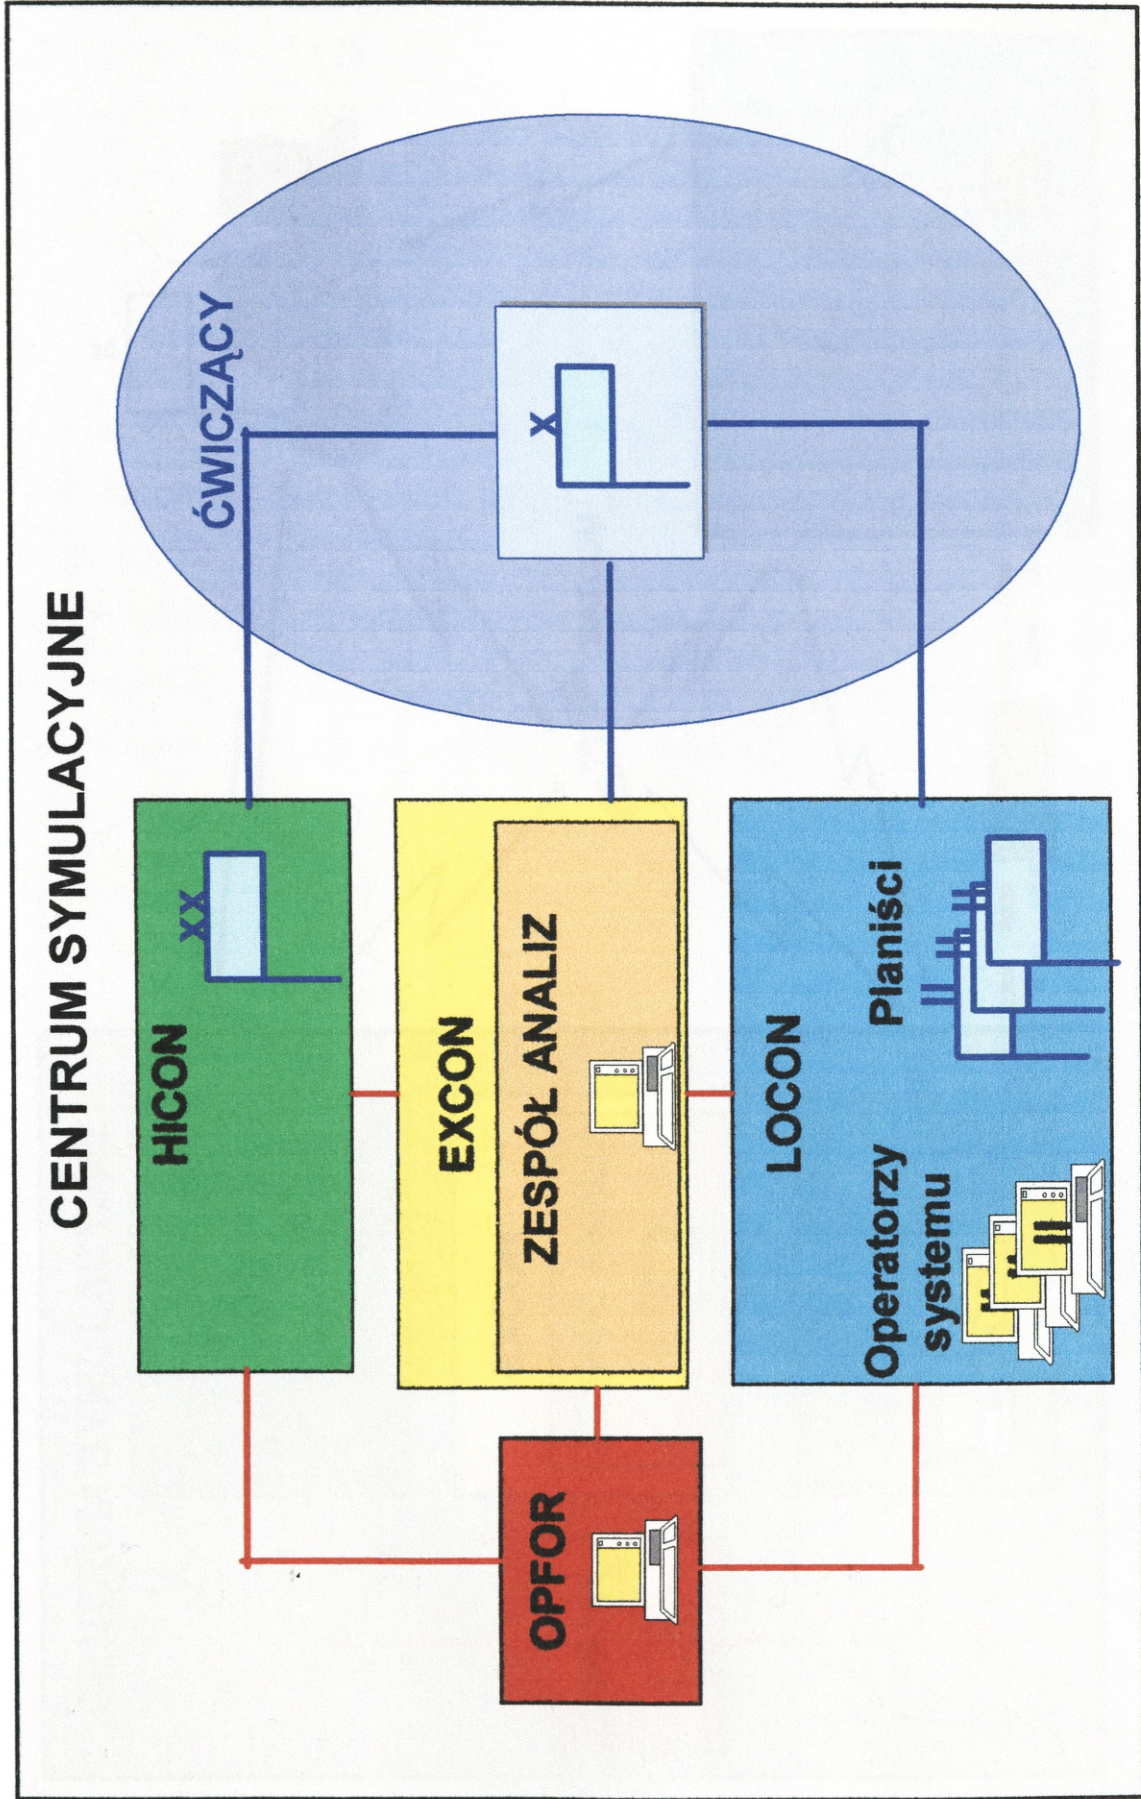 CENTRUM SYMULACYJNE
HICON
XX
ĆWICZĄCY
EXCON
ZESPÓŁ ANALIZ
X
OPFOR
LOCON
Operatorzy
systemu
Planiści